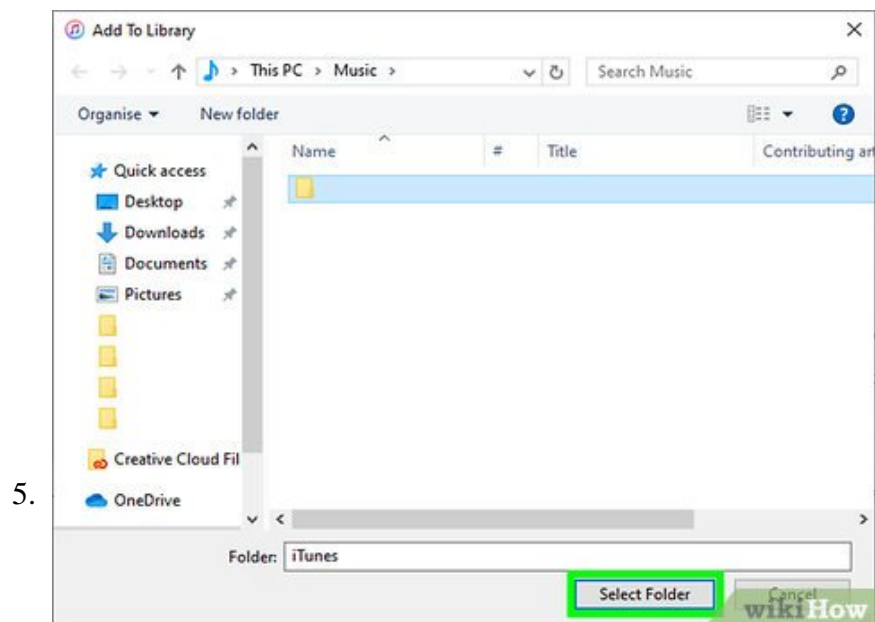 Add To Library
This PC > Music >
Search Music
Organise
New folder
Name
#
Title
Contributing art
Quick access
Desktop
Downloads
Documents
Pictures
Creative Cloud Fil
5.
OneDrive
Folder: iTunes
Select Folder
Cancel
wikiHow